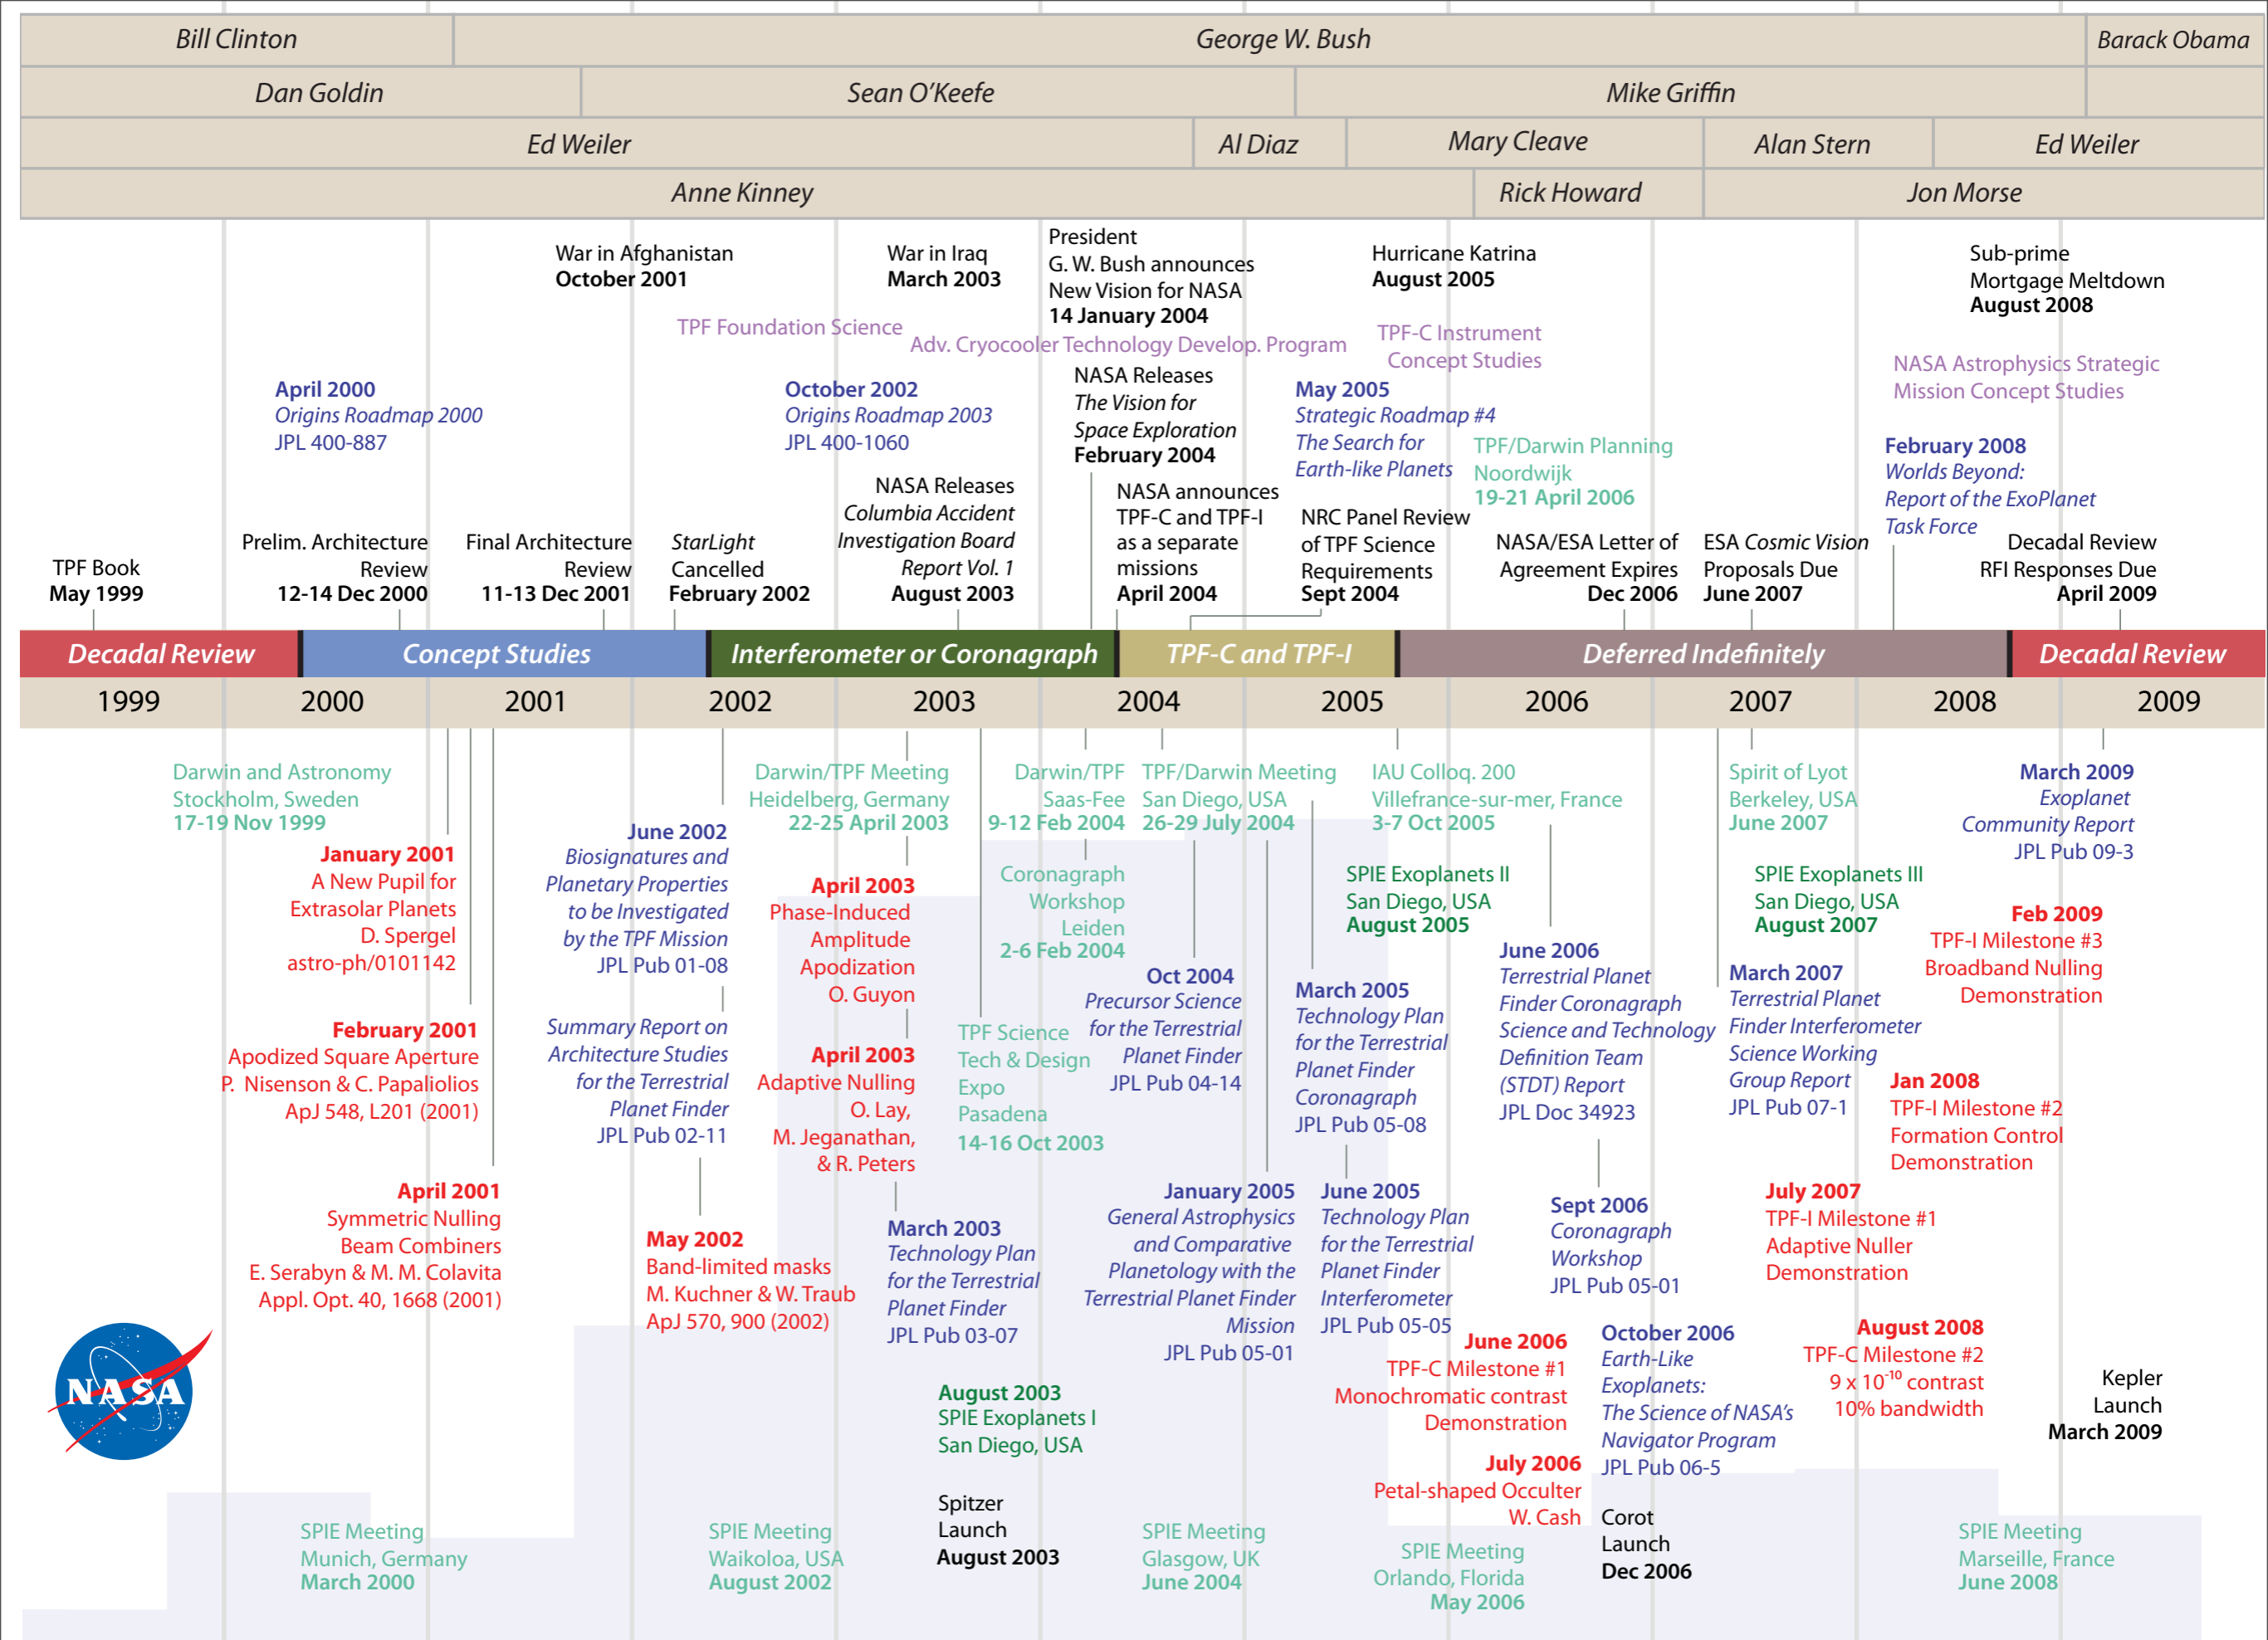 Bill Clinton
George W. Bush
Barack Obama
Dan Goldin
Sean O'Keefe
Mike Griffin
Ed Weiler
Al Diaz
Mary Cleave
Alan Stern
Ed Weiler
Anne Kinney
Rick Howard
Jon Morse
War in Afghanistan
October 2001
War in Iraq
March 2003
President
G. W. Bush announces
New Vision for NASA
14 January 2004
Hurricane Katrina
August 2005
Sub-prime
Mortgage Meltdown
August 2008
TPF Foundation Science
Adv. Cryocooler Technology Develop. Program
TPF-C Instrument
Concept Studies
NASA Astrophysics Strategic
Mission Concept Studies
April 2000
Origins Roadmap 2000
JPL 400-887
October 2002
Origins Roadmap 2003
JPL 400-1060
NASA Releases
The Vision for
Space Exploration
February 2004
May 2005
Strategic Roadmap #4
The Search for
Earth-like Planets
TPF/Darwin Planning
Noordwijk
19-21 April 2006
February 2008
Worlds Beyond:
Report of the ExoPlanet
Task Force
TPF Book
May 1999
Prelim. Architecture
Review
12-14 Dec 2000
Final Architecture
Review
11-13 Dec 2001
StarLight
Cancelled
February 2002
NASA Releases
Columbia Accident
Investigation Board
Report Vol. 1
August 2003
NASA announces
TPF-C and TPF-I
as a separate
missions
April 2004
NRC Panel Review
of TPF Science
Requirements
Sept 2004
NASA/ESA Letter of
Agreement Expires
Dec 2006
ESA Cosmic Vision
Proposals Due
June 2007
Decadal Review
RFI Responses Due
April 2009
Decadal Review
Concept Studies
Interferometer or Coronagraph
TPF-C and TPF-I
Deferred Indefinitely
Decadal Review
1999
2000
2001
2002
2003
2004
2005
2006
2007
2008
2009
Darwin and Astronomy
Stockholm, Sweden
17-19 Nov 1999
Darwin/TPF Meeting
Heidelberg, Germany
22-25 April 2003
Darwin/TPF
Saas-Fee
9-12 Feb 2004
TPF/Darwin Meeting
San Diego, USA
26-29 July 2004
IAU Colloq. 200
Villefrance-sur-mer, France
3-7 Oct 2005
Spirit of Lyot
Berkeley, USA
June 2007
March 2009
Exoplanet
Community Report
JPL Pub 09-3
January 2001
A New Pupil for
Extrasolar Planets
D. Spergel
astro-ph/0101142
June 2002
Biosignatures and
Planetary Properties
to be Investigated
by the TPF Mission
JPL Pub 01-08
April 2003
Phase-Induced
Amplitude
Apodization
O. Guyon
Coronagraph
Workshop
Leiden
2-6 Feb 2004
SPIE Exoplanets II
San Diego, USA
August 2005
SPIE Exoplanets III
San Diego, USA
August 2007
Feb 2009
TPF-I Milestone #3
Broadband Nulling
Demonstration
February 2001
Apodized Square Aperture
P. Nisenson & C. Papaliolios
ApJ 548, L201 (2001)
Summary Report on
Architecture Studies
for the Terrestrial
Planet Finder
JPL Pub 02-11
April 2003
Adaptive Nulling
O. Lay,
M. Jeganathan,
& R. Peters
TPF Science
Tech & Design
Expo
Pasadena
14-16 Oct 2003
Oct 2004
Precursor Science
for the Terrestrial
Planet Finder
JPL Pub 04-14
March 2005
Technology Plan
for the Terrestrial
Planet Finder
Coronagraph
JPL Pub 05-08
June 2006
Terrestrial Planet
Finder Coronagraph
Science and Technology
Definition Team
(STDT) Report
JPL Doc 34923
March 2007
Terrestrial Planet
Finder Interferometer
Science Working
Group Report
JPL Pub 07-1
Jan 2008
TPF-I Milestone #2
Formation Control
Demonstration
April 2001
Symmetric Nulling
Beam Combiners
E. Serabyn & M. M. Colavita
Appl. Opt. 40, 1668 (2001)
May 2002
Band-limited masks
M. Kuchner & W. Traub
ApJ 570, 900 (2002)
March 2003
Technology Plan
for the Terrestrial
Planet Finder
JPL Pub 03-07
January 2005
General Astrophysics
and Comparative
Planetology with the
Terrestrial Planet Finder
Mission
JPL Pub 05-01
June 2005
Technology Plan
for the Terrestrial
Planet Finder
Interferometer
JPL Pub 05-05
Sept 2006
Coronagraph
Workshop
JPL Pub 05-01
July 2007
TPF-I Milestone #1
Adaptive Nuller
Demonstration
NASA
August 2003
SPIE Exoplanets I
San Diego, USA
June 2006
TPF-C Milestone #1
Monochromatic contrast
Demonstration
October 2006
Earth-Like
Exoplanets:
The Science of NASA's
Navigator Program
JPL Pub 06-5
August 2008
TPF-C Milestone #2
9 x 10⁻¹⁰ contrast
10% bandwidth
Kepler
Launch
March 2009
July 2006
Petal-shaped Occulter
W. Cash
Spitzer
Launch
August 2003
Corot
Launch
Dec 2006
SPIE Meeting
Munich, Germany
March 2000
SPIE Meeting
Waikoloa, USA
August 2002
SPIE Meeting
Glasgow, UK
June 2004
SPIE Meeting
Orlando, Florida
May 2006
SPIE Meeting
Marseille, France
June 2008